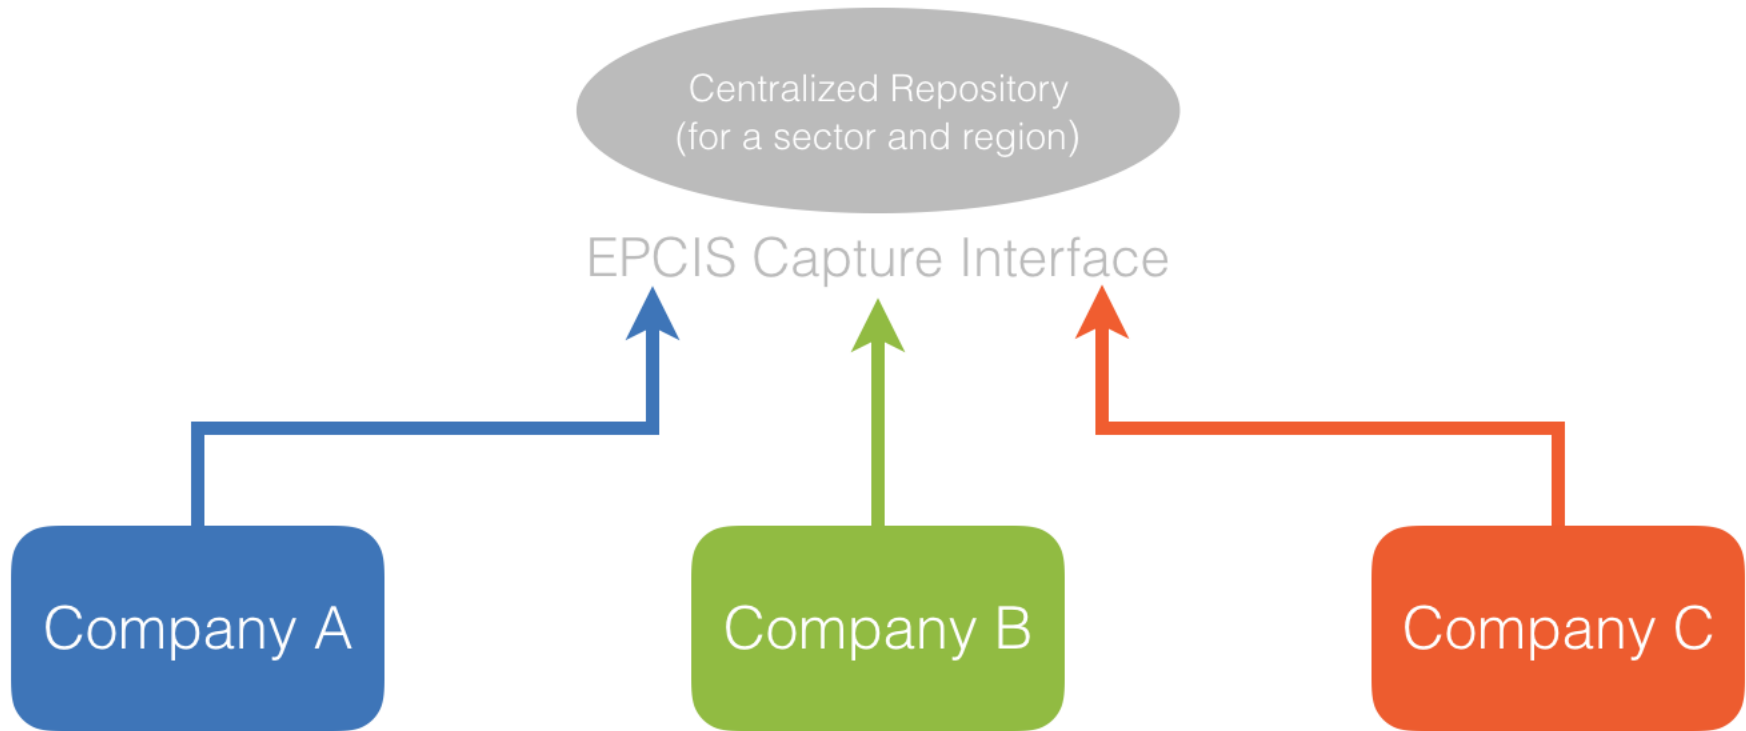 Centralized Repository
(for a sector and region)
EPCIS Capture Interface
Company A
Company B
Company C